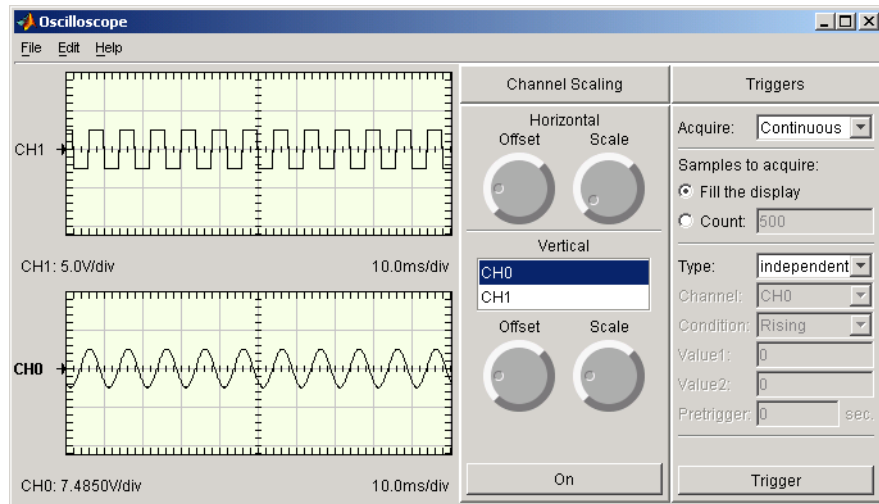 Oscilloscope
File Edit Help
CH1
CH1: 5.0V/div 10.0ms/div
CH0
CH0: 7.4850V/div 10.0ms/div
Channel Scaling
Horizontal
Offset Scale
Vertical
CH0
CH1
Offset Scale
On
Triggers
Acquire: Continuous
Samples to acquire:
Fill the display
Count: 500
Type: independent
Channel: CH0
Condition: Rising
Value1: 0
Value2: 0
Pretrigger: 0 sec.
Trigger